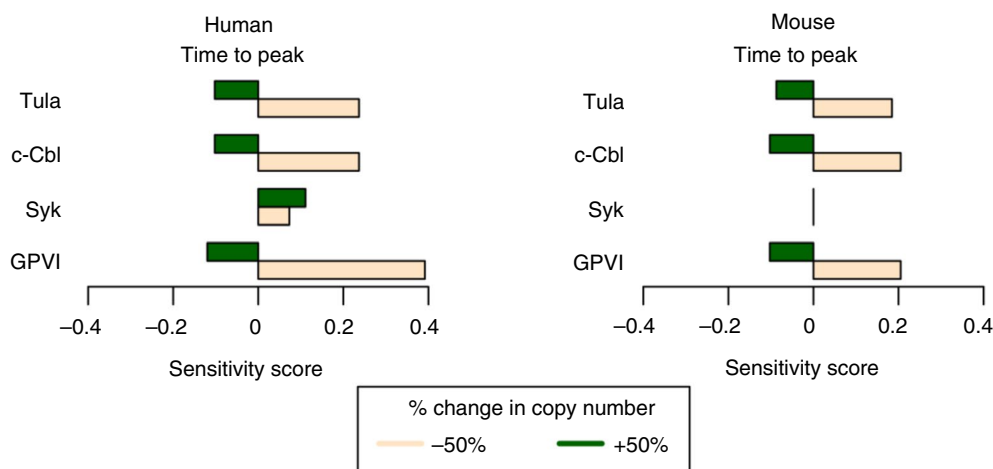 Human
Time to peak
Tula
c-Cbl
Syk
GPVI
–0.4 –0.2 0 0.2 0.4
Sensitivity score
Mouse
Time to peak
Tula
c-Cbl
Syk
GPVI
–0.4 –0.2 0 0.2 0.4
Sensitivity score
% change in copy number
–50% +50%